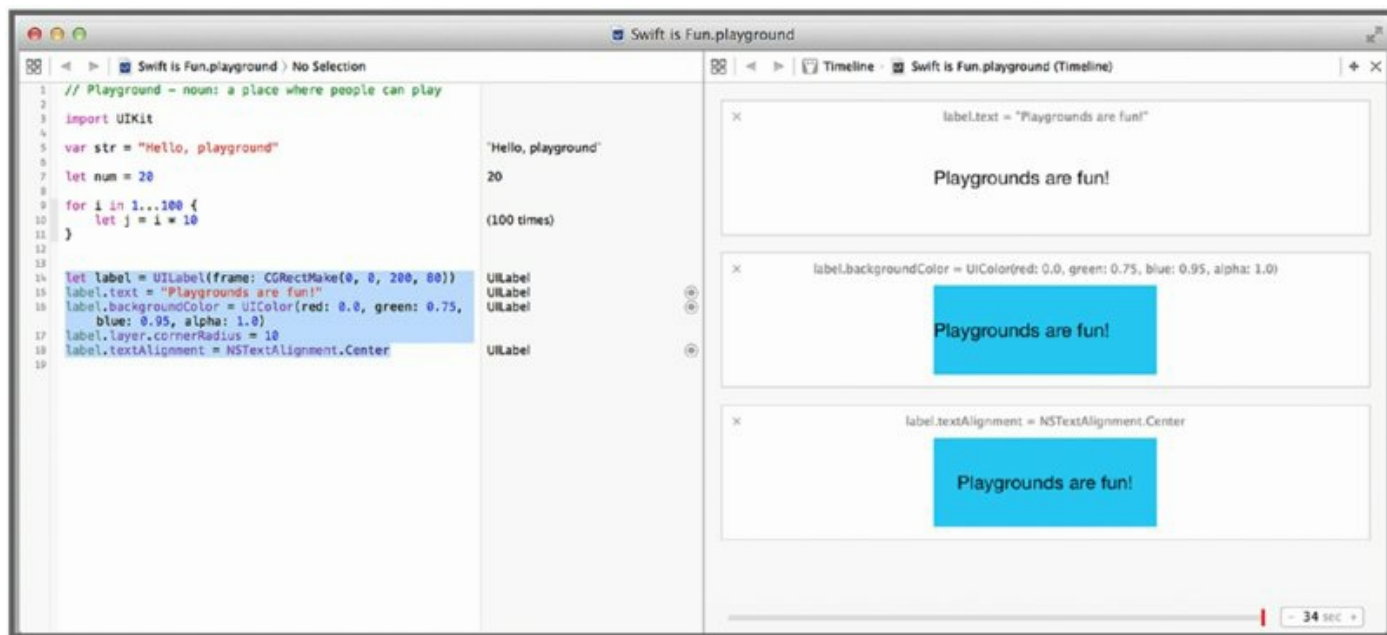 Swift is Fun.playground
Swift is Fun.playground 〉 No Selection
1 // Playground – noun: a place where people can play
2
3 import UIKit
4
5 var str = "Hello, playground"
6
7 let num = 20
8
9 for i in 1...100 {
10 let j = i * 10
11 }
12
13
14 let label = UILabel(frame: CGRectMake(0, 0, 200, 80))
15 label.text = "Playgrounds are fun!"
16 label.backgroundColor = UIColor(red: 0.0, green: 0.75,
blue: 0.95, alpha: 1.0)
17 label.layer.cornerRadius = 10
18 label.textAlignment = NSTextAlignment.Center
19
"Hello, playground"
20
(100 times)
UILabel
UILabel
UILabel
UILabel
Timeline 〉 Swift is Fun.playground (Timeline)
label.text = "Playgrounds are fun!"
Playgrounds are fun!
label.backgroundColor = UIColor(red: 0.0, green: 0.75, blue: 0.95, alpha: 1.0)
Playgrounds are fun!
label.textAlignment = NSTextAlignment.Center
Playgrounds are fun!
- 34 sec +